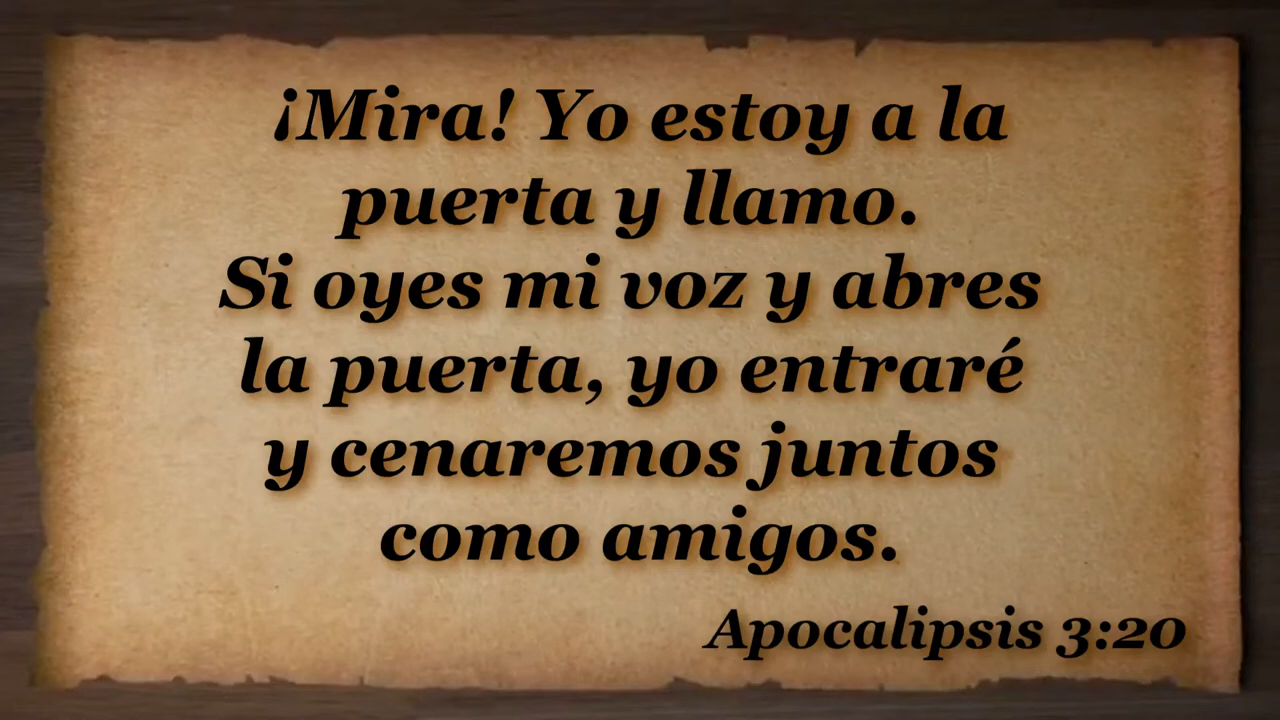 ¡Mira! Yo estoy a la
puerta y llamo.
Si oyes mi voz y abres
la puerta, yo entraré
y cenaremos juntos
como amigos.
Apocalipsis 3:20